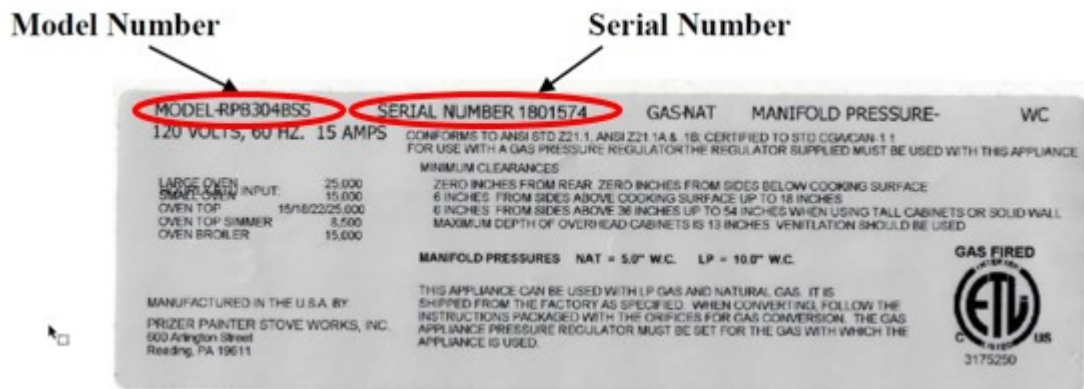 Model Number
Serial Number
MODEL-RPB304BSS SERIAL NUMBER 1801574 GAS-NAT MANIFOLD PRESSURE- WC
120 VOLTS, 60 HZ. 15 AMPS
CONFORMS TO ANSI STD Z21.1, ANSI Z21.1A & 1B; CERTIFIED TO STD CGA/CAN-1 1
FOR USE WITH A GAS PRESSURE REGULATOR THE REGULATOR SUPPLIED MUST BE USED WITH THIS APPLIANCE
MINIMUM CLEARANCES
ZERO INCHES FROM REAR ZERO INCHES FROM SIDES BELOW COOKING SURFACE
6 INCHES FROM SIDES ABOVE COOKING SURFACE UP TO 18 INCHES
6 INCHES FROM SIDES ABOVE 36 INCHES UP TO 54 INCHES WHEN USING TALL CABINETS OR SOLID WALL
MAXIMUM DEPTH OF OVERHEAD CABINETS IS 13 INCHES VENTILATION SHOULD BE USED
LARGE OVEN 25,000
INPUT:
SMALL OVEN 15,000
OVEN TOP 15/18/22/25,000
OVEN TOP SIMMER 8,500
OVEN BROILER 15,000
MANIFOLD PRESSURES NAT = 5.0" W.C. LP = 10.0" W.C.
THIS APPLIANCE CAN BE USED WITH LP GAS AND NATURAL GAS. IT IS
SHIPPED FROM THE FACTORY AS SPECIFIED. WHEN CONVERTING, FOLLOW THE
INSTRUCTIONS PACKAGED WITH THE ORIFICES FOR GAS CONVERSION. THE GAS
APPLIANCE PRESSURE REGULATOR MUST BE SET FOR THE GAS WITH WHICH THE
APPLIANCE IS USED.
MANUFACTURED IN THE U.S.A. BY
PRIZER PAINTER STOVE WORKS, INC.
600 Arlington Street
Reading, PA 19611
GAS FIRED
INTERTEK
ETL
LISTED
C US
3175250